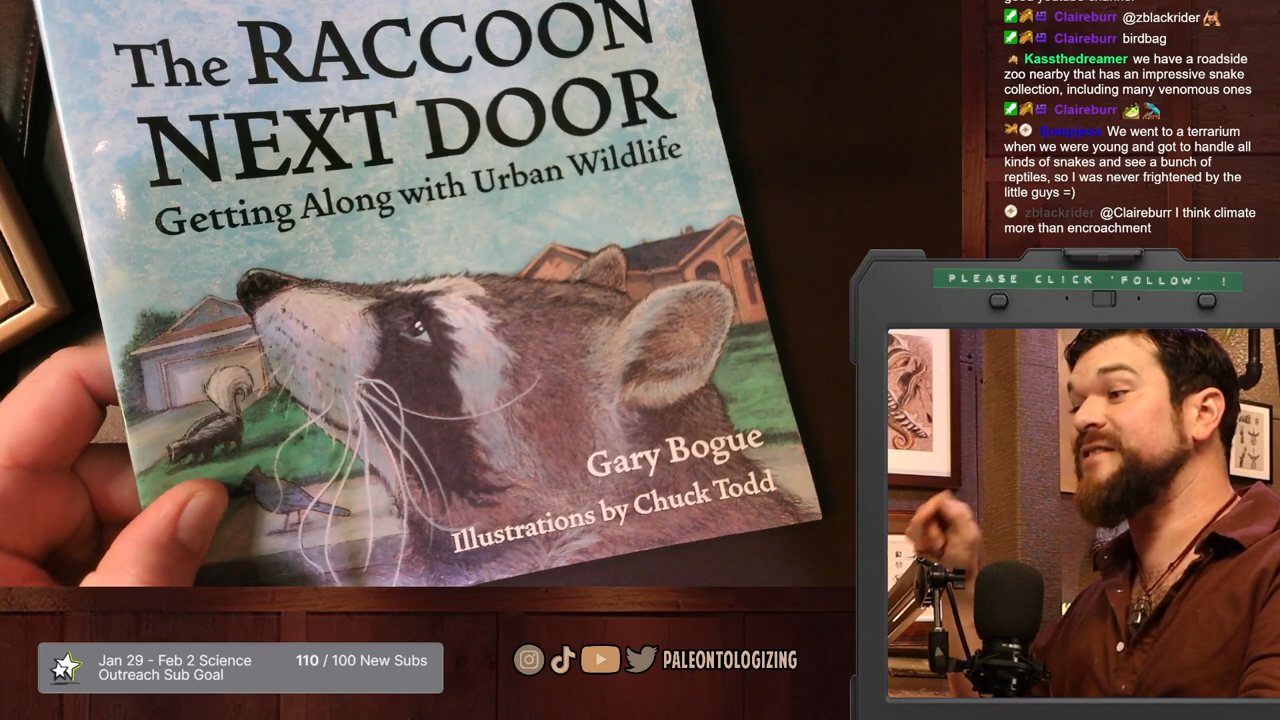 The RACCOON
NEXT DOOR
Getting Along with Urban Wildlife
Gary Bogue
Illustrations by Chuck Todd
Claireburr @zblackrider
Claireburr birdbag
Kassthedreamer we have a roadside
zoo nearby that has an impressive snake
collection, including many venomous ones
Claireburr
We went to a terrarium
when we were young and got to handle all
kinds of snakes and see a bunch of
reptiles, so I was never frightened by the
little guys =)
zblackrider @Claireburr I think climate
more than encroachment
PLEASE CLICK 'FOLLOW' !
Jan 29 - Feb 2 Science
Outreach Sub Goal
110 / 100 New Subs
PALEONTOLOGIZING